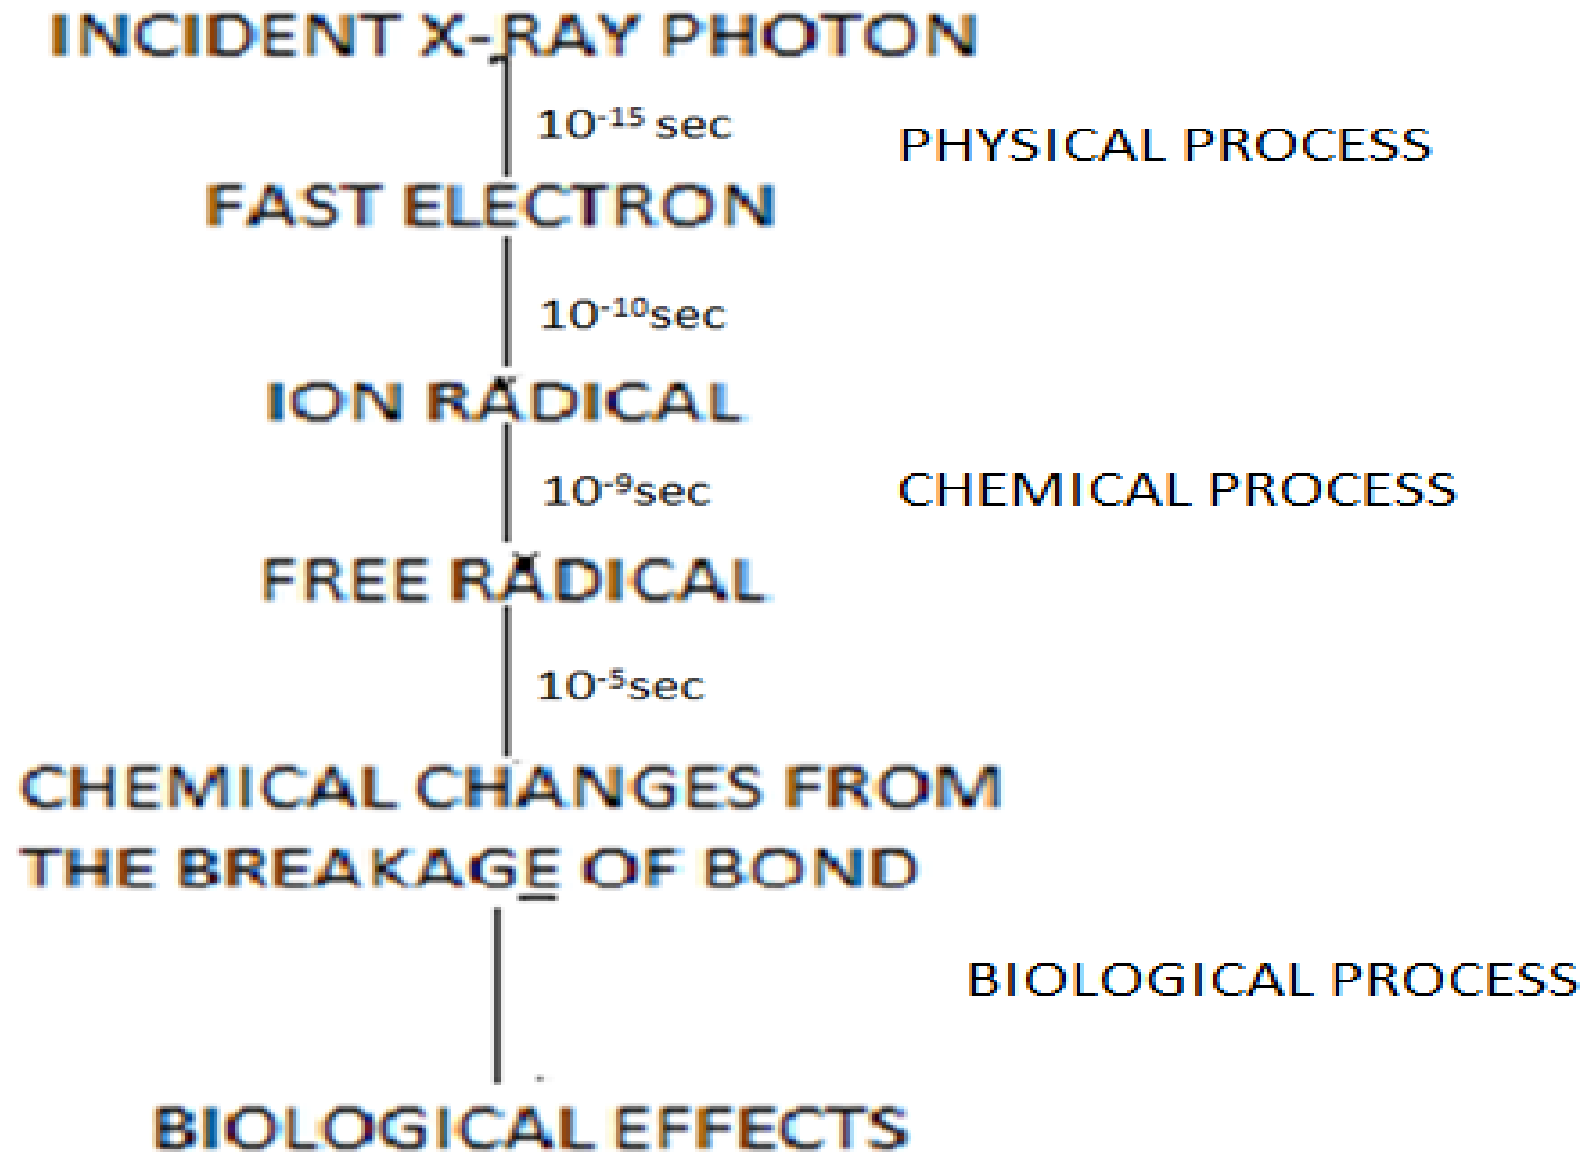 INCIDENT X-RAY PHOTON
10⁻¹⁵ sec
PHYSICAL PROCESS
FAST ELECTRON
10⁻¹⁰sec
ION RADICAL
10⁻⁹sec
CHEMICAL PROCESS
FREE RADICAL
10⁻⁵sec
CHEMICAL CHANGES FROM
THE BREAKAGE OF BOND
BIOLOGICAL PROCESS
BIOLOGICAL EFFECTS